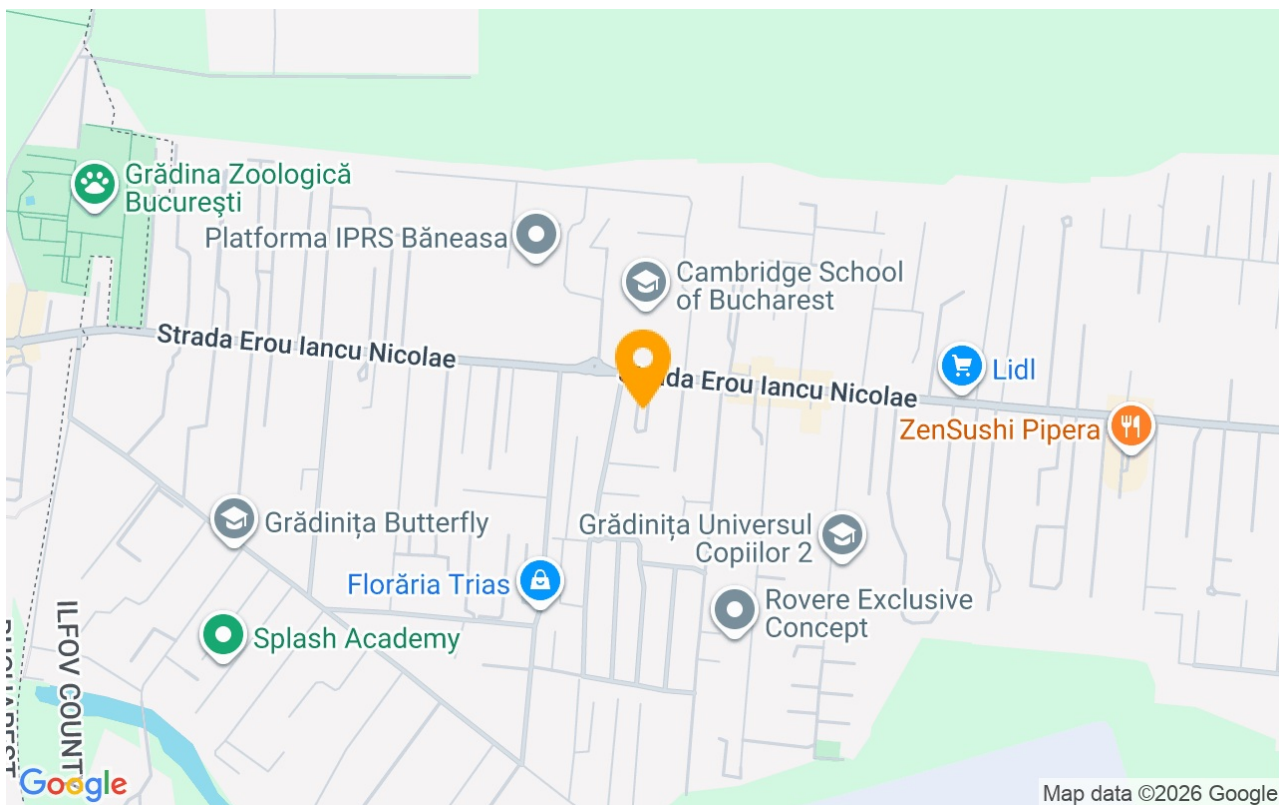 Grădina Zoologică
București
Platforma IPRS Băneasa
Cambridge School
of Bucharest
Strada Erou Iancu Nicolae
Strada Erou Iancu Nicolae
Lidl
ZenSushi Pipera
Grădinița Butterfly
Grădinița Universul
Copiilor 2
Florăria Trias
Rovere Exclusive
Concept
Splash Academy
ILFOV COUNT
Google
Map data ©2026 Google